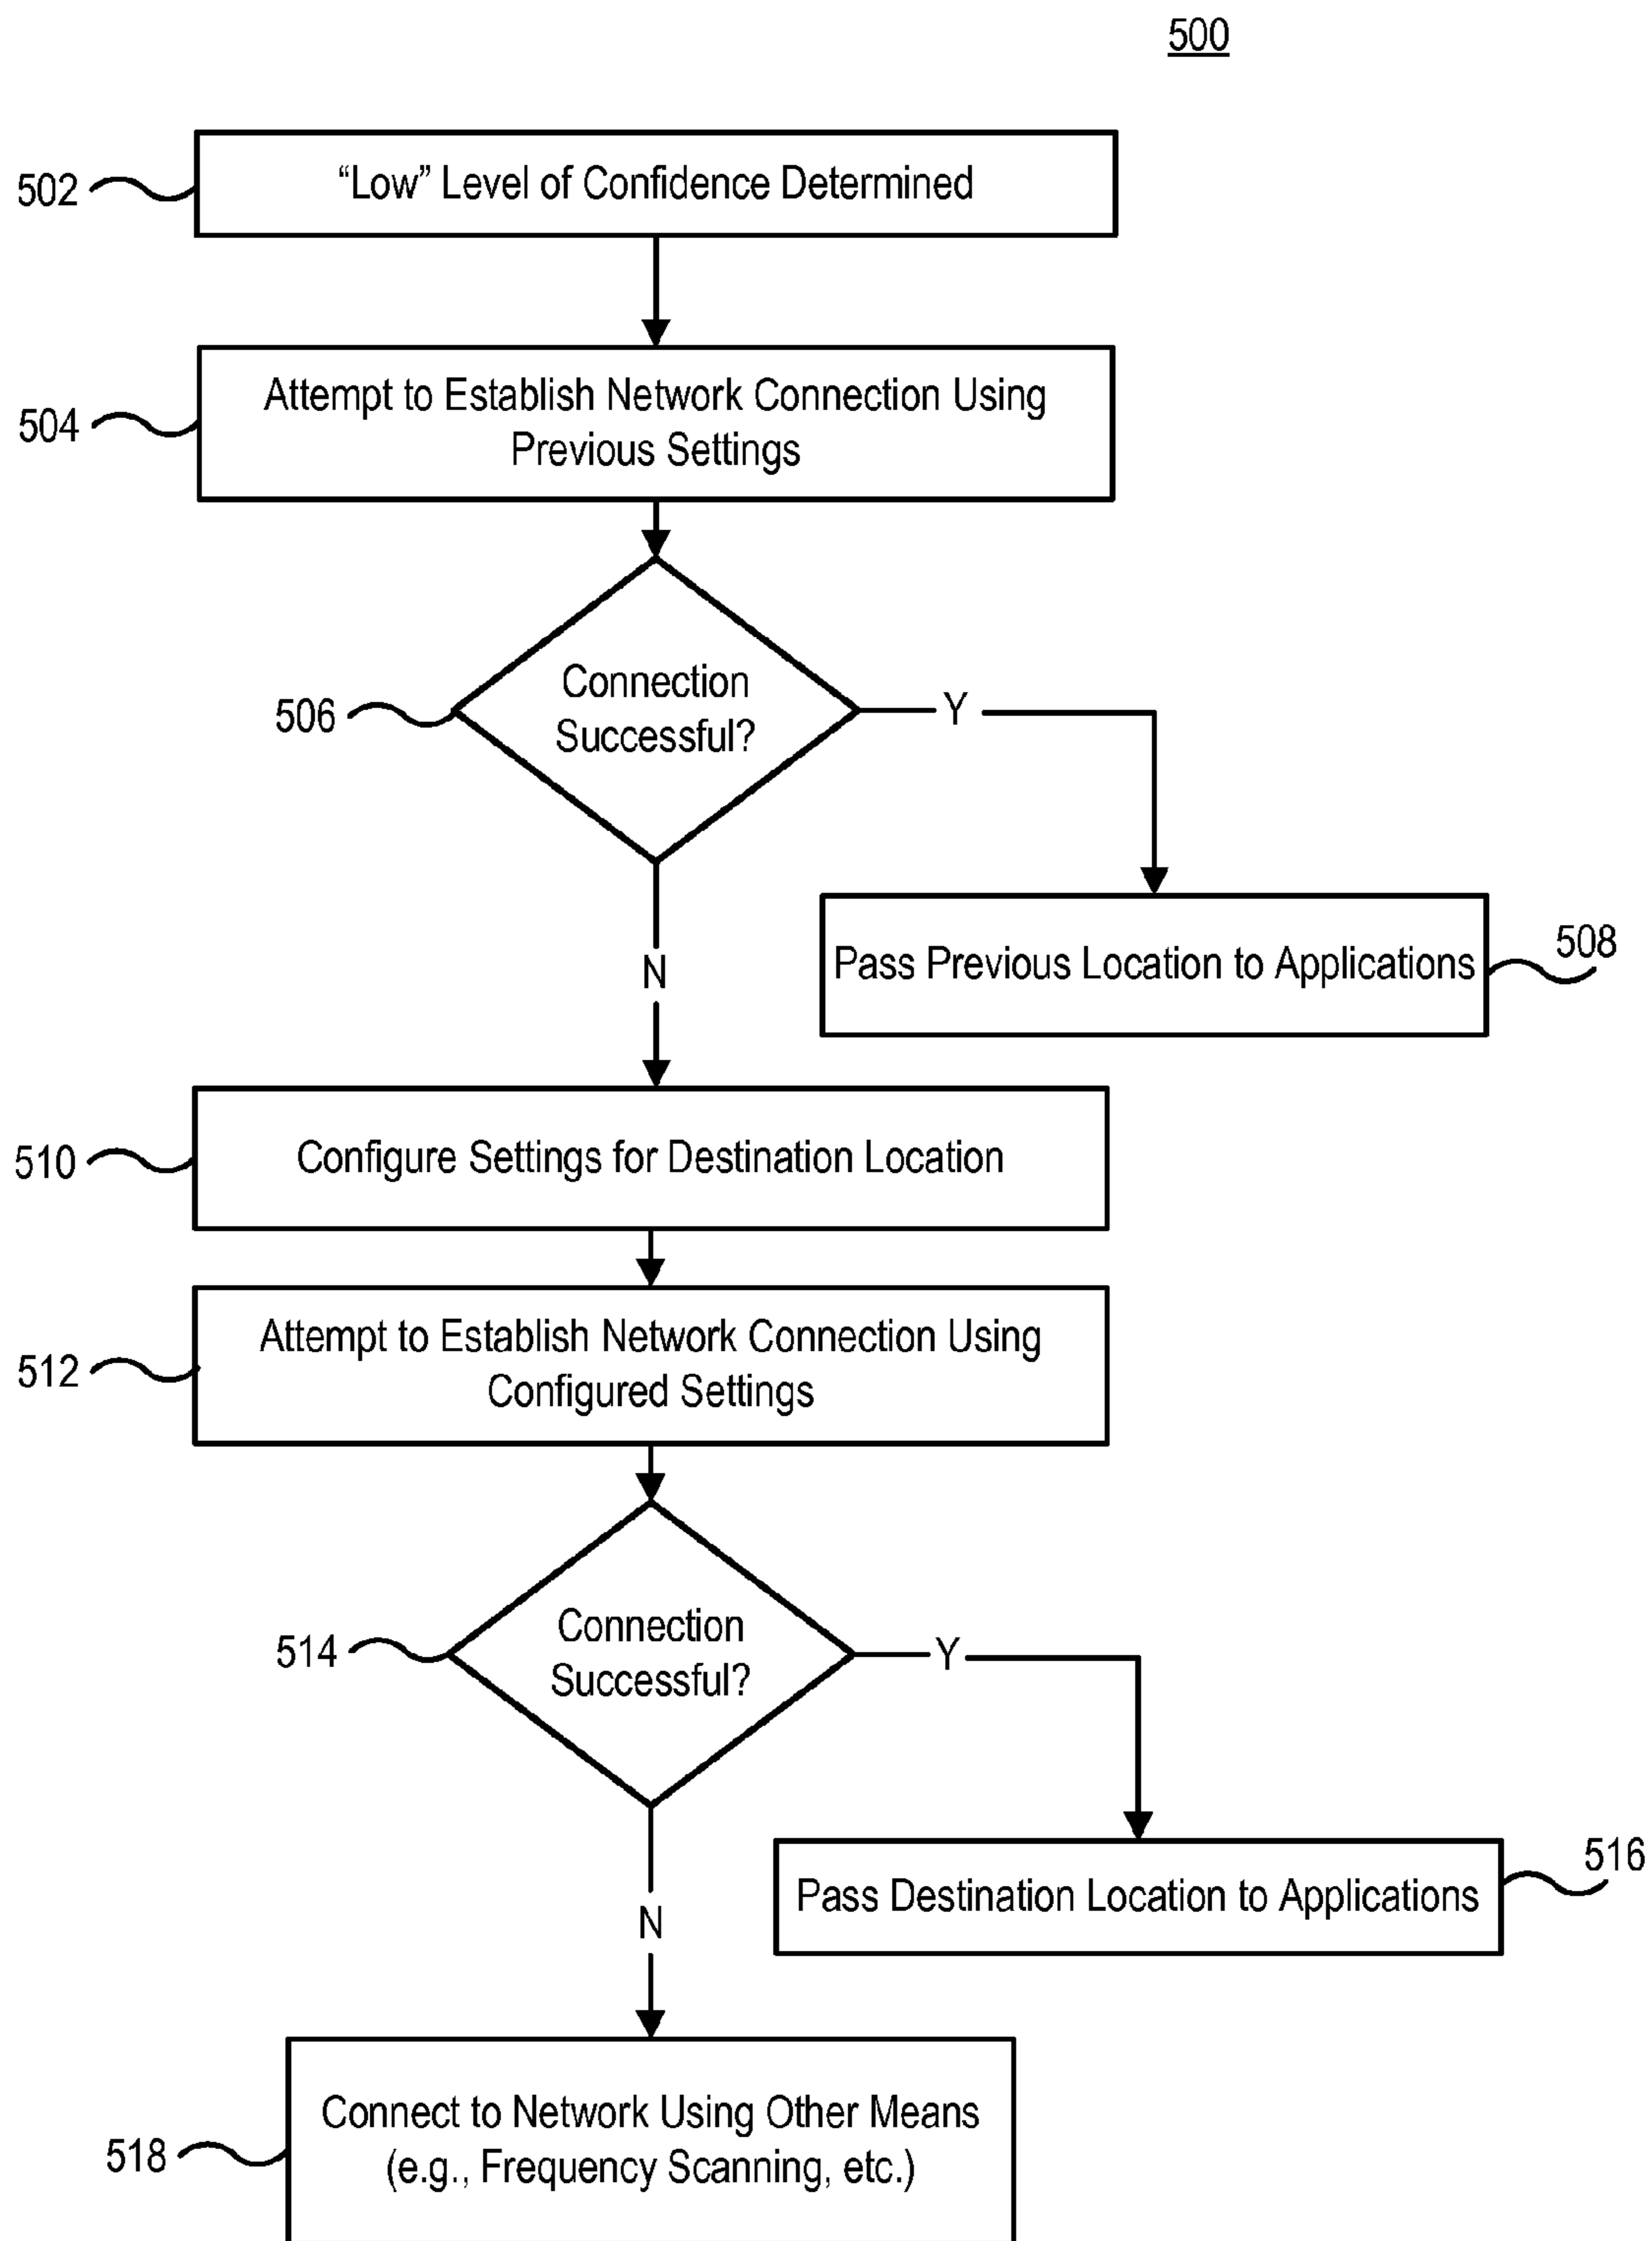 500
502
“Low” Level of Confidence Determined
504
Attempt to Establish Network Connection Using
Previous Settings
506
Connection
Successful?
Y
N
Pass Previous Location to Applications
508
510
Configure Settings for Destination Location
512
Attempt to Establish Network Connection Using
Configured Settings
514
Connection
Successful?
Y
N
Pass Destination Location to Applications
516
518
Connect to Network Using Other Means
(e.g., Frequency Scanning, etc.)